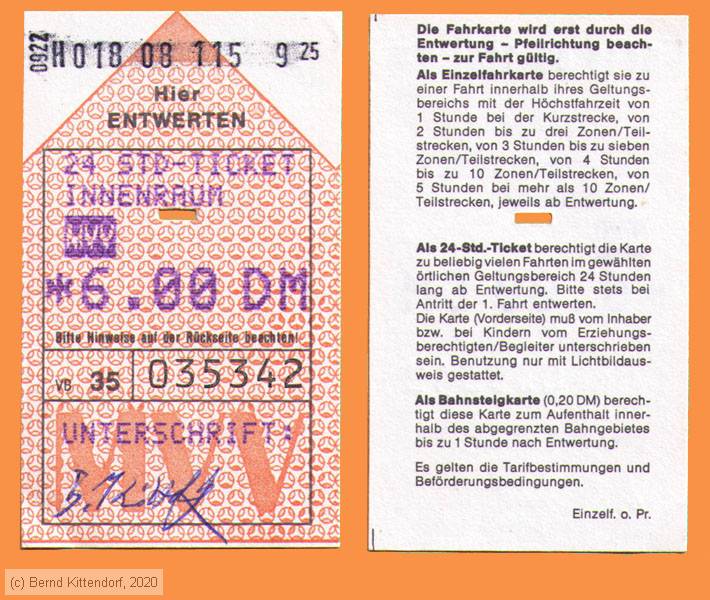 0922
H018 08 115 9 25
Hier
ENTWERTEN
24 STD-TICKET
INNENRAUM
MVV
*6.00 DM
Bitte Hinweise auf der Rückseite beachten!
VB 35 035342
UNTERSCHRIFT:
MVV
Die Fahrkarte wird erst durch die
Entwertung – Pfeilrichtung beach-
ten – zur Fahrt gültig.
Als Einzelfahrkarte berechtigt sie zu
einer Fahrt innerhalb ihres Geltungs-
bereichs mit der Höchstfahrzeit von
1 Stunde bei der Kurzstrecke, von
2 Stunden bis zu drei Zonen/Teil-
strecken, von 3 Stunden bis zu sieben
Zonen/Teilstrecken, von 4 Stunden
bis zu 10 Zonen/Teilstrecken, von
5 Stunden bei mehr als 10 Zonen/
Teilstrecken, jeweils ab Entwertung.
Als 24-Std.-Ticket berechtigt die Karte
zu beliebig vielen Fahrten im gewählten
örtlichen Geltungsbereich 24 Stunden
lang ab Entwertung. Bitte stets bei
Antritt der 1. Fahrt entwerten.
Die Karte (Vorderseite) muß vom Inhaber
bzw. bei Kindern vom Erziehungs-
berechtigten/Begleiter unterschrieben
sein. Benutzung nur mit Lichtbildaus-
weis gestattet.
Als Bahnsteigkarte (0,20 DM) berech-
tigt diese Karte zum Aufenthalt inner-
halb des abgegrenzten Bahngebietes
bis zu 1 Stunde nach Entwertung.
Es gelten die Tarifbestimmungen und
Beförderungsbedingungen.
Einzelf. o. Pr.
(c) Bernd Kittendorf, 2020